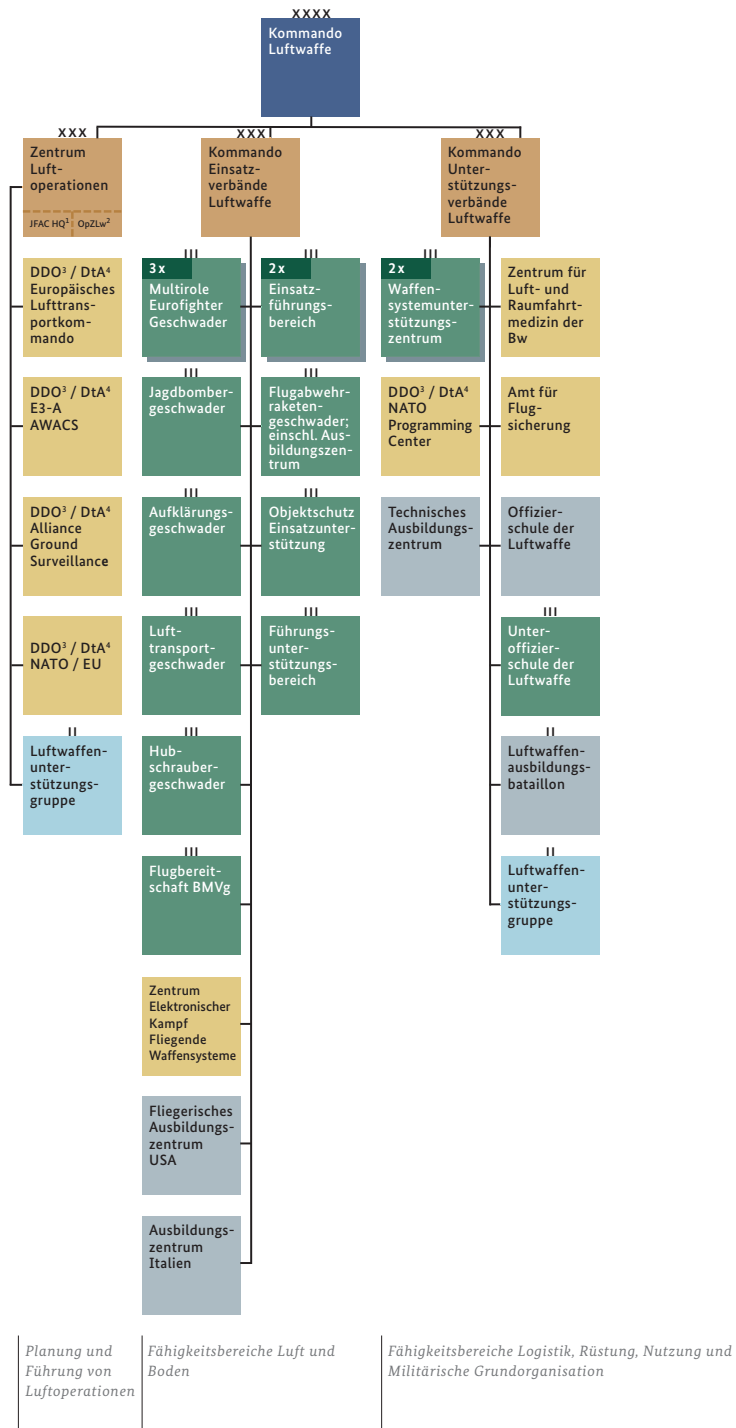 XXXX
Kommando
Luftwaffe
XXX
Zentrum
Luft-
operationen
JFAC HQ¹
OpZLw²
XXX
Kommando
Einsatz-
verbände
Luftwaffe
XXX
Kommando
Unter-
stützungs-
verbände
Luftwaffe
DDO³ / DtA⁴
Europäisches
Lufttrans-
portkom-
mando
DDO³ / DtA⁴
E3-A
AWACS
DDO³ / DtA⁴
Alliance
Ground
Surveillance
DDO³ / DtA⁴
NATO / EU
II
Luftwaffen-
unter-
stützungs-
gruppe
III
3 x
Multirole
Eurofighter
Geschwader
III
2 x
Einsatz-
führungs-
bereich
III
Jagdbomber-
geschwader
III
Flugabwehr-
raketen-
geschwader;
einschl. Aus-
bildungszen-
trum
III
Aufklärungs-
geschwader
III
Objektschutz
Einsatzunter-
stützung
III
Luft-
transport-
geschwader
III
Führungs-
unter-
stützungs-
bereich
III
Hub-
schrauber-
geschwader
III
Flugbereit-
schaft BMVg
Zentrum
Elektronischer
Kampf
Fliegende
Waffensysteme
Fliegerisches
Ausbildungs-
zentrum
USA
Ausbildungs-
zentrum
Italien
III
2 x
Waffen-
systemunter-
stützungs-
zentrum
Zentrum für
Luft- und
Raumfahrt-
medizin der
Bw
DDO³ / DtA⁴
NATO
Programming
Center
Amt für
Flug-
sicherung
Technisches
Ausbildungs-
zentrum
Offizier-
schule der
Luftwaffe
III
Unter-
offizier-
schule der
Luftwaffe
II
Luftwaffen-
ausbildungs-
bataillon
II
Luftwaffen-
unter-
stützungs-
gruppe
Planung und
Führung von
Luftoperationen
Fähigkeitsbereiche Luft und
Boden
Fähigkeitsbereiche Logistik, Rüstung, Nutzung und
Militärische Grundorganisation